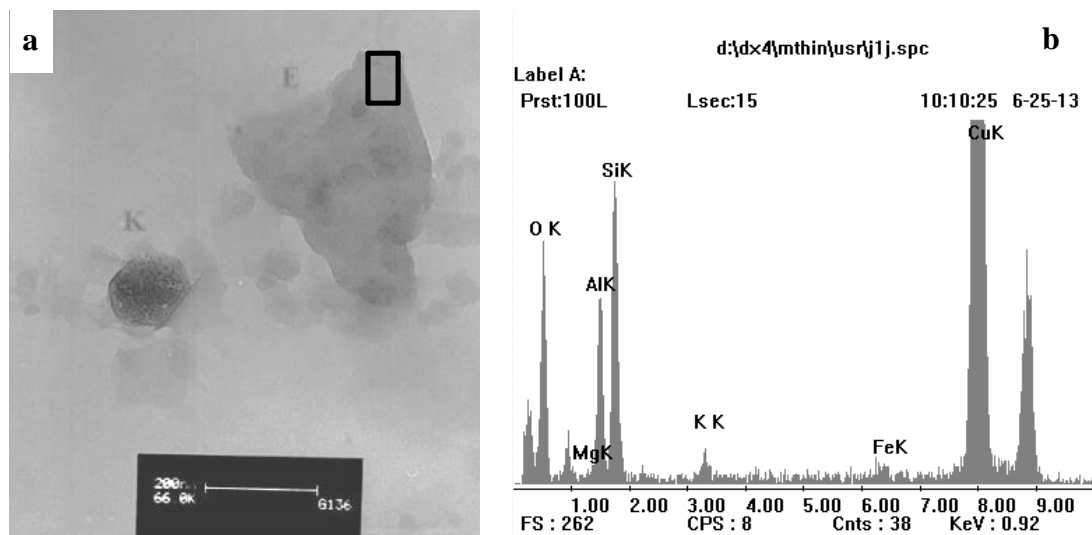 a
E
K
200nm
66.0K
G136
b
d:\dx4\mthin\usr\j1j.spc
Label A:
Prst:100L Lsec:15 10:10:25 6-25-13
CuK
SiK
O K
AlK
K K
MgK
FeK
1.00 2.00 3.00 4.00 5.00 6.00 7.00 8.00 9.00
FS : 262 CPS : 8 Cnts : 38 KeV : 0.92